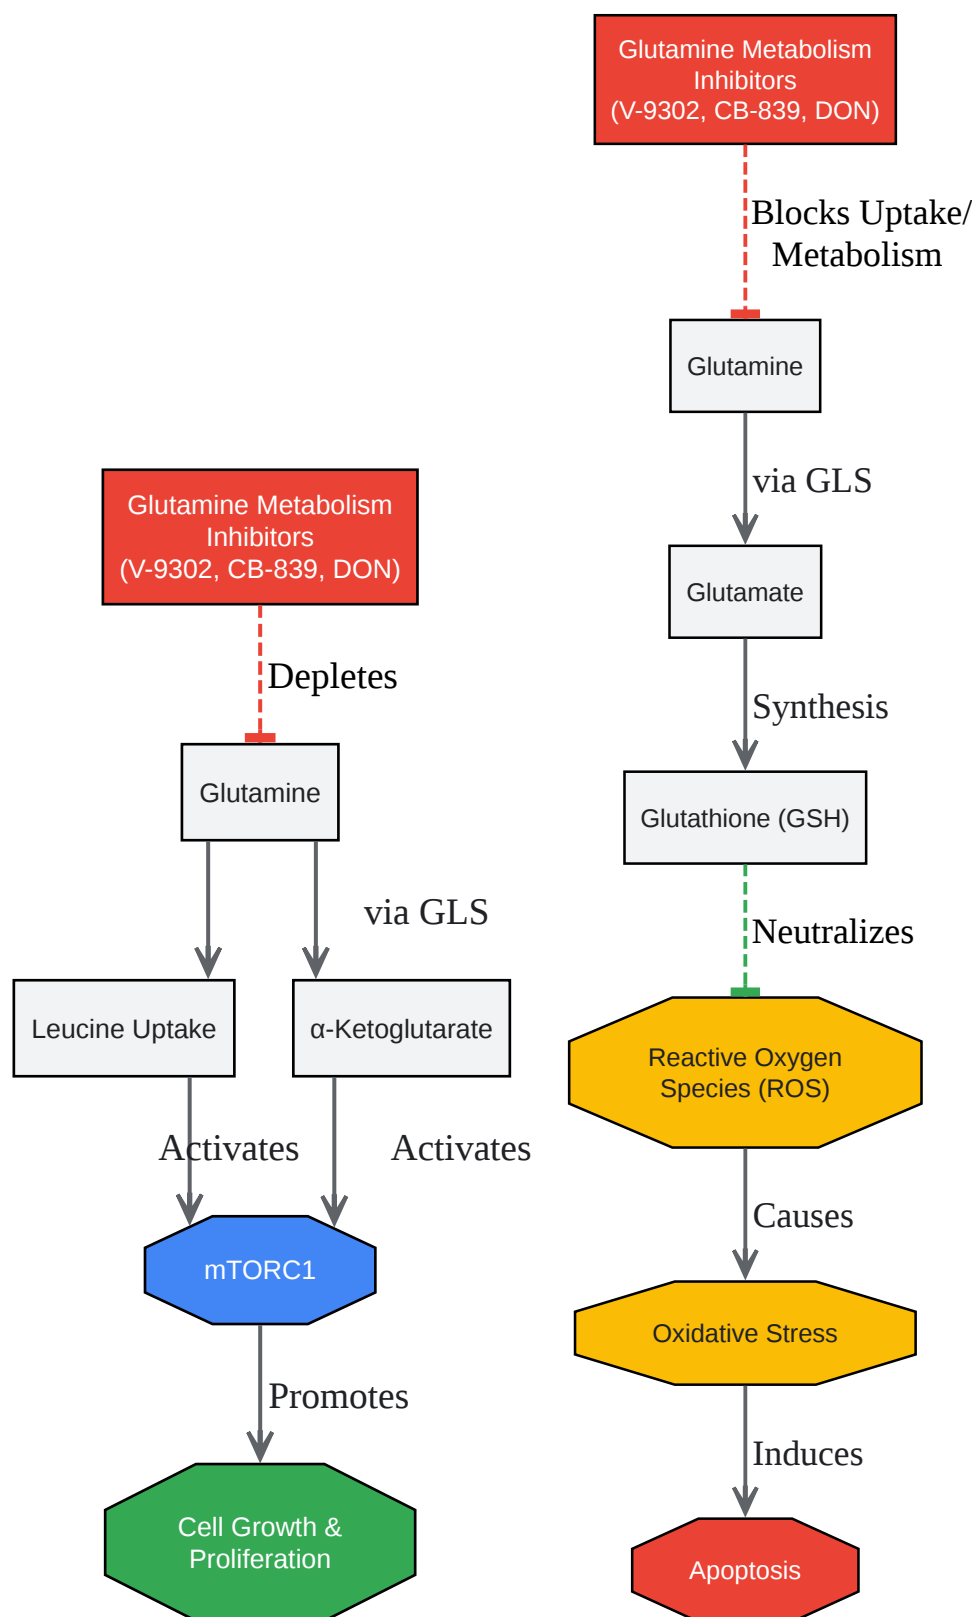 Glutamine Metabolism
Inhibitors
(V-9302, CB-839, DON)
Depletes
Glutamine
via GLS
Leucine Uptake
α-Ketoglutarate
Activates
Activates
mTORC1
Promotes
Cell Growth &
Proliferation
Glutamine Metabolism
Inhibitors
(V-9302, CB-839, DON)
Blocks Uptake/
Metabolism
Glutamine
via GLS
Glutamate
Synthesis
Glutathione (GSH)
Neutralizes
Reactive Oxygen
Species (ROS)
Causes
Oxidative Stress
Induces
Apoptosis